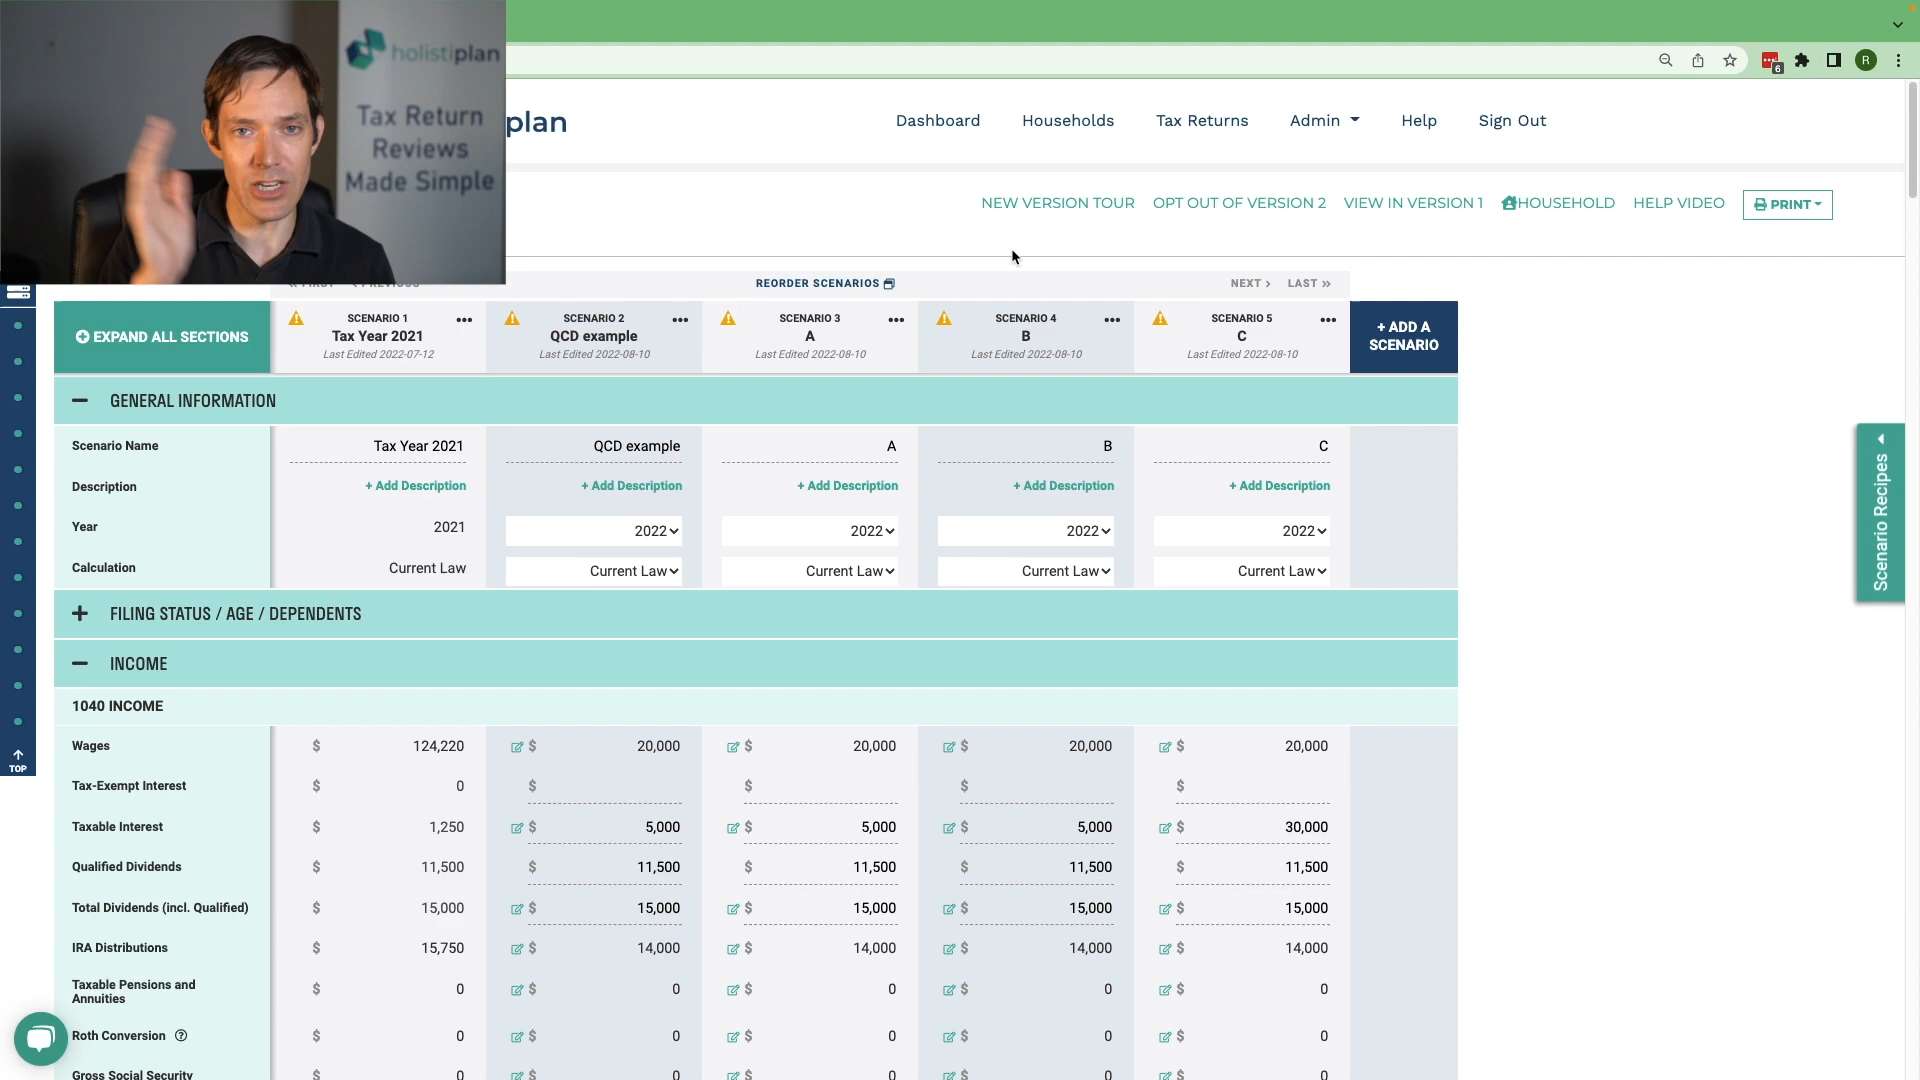 holistiplan
Tax Return
Reviews
Made Simple
plan
Dashboard Households Tax Returns Admin Help Sign Out
NEW VERSION TOUR OPT OUT OF VERSION 2 VIEW IN VERSION 1 HOUSEHOLD HELP VIDEO PRINT
6
R
REORDER SCENARIOS NEXT LAST
EXPAND ALL SECTIONS
SCENARIO 1
Tax Year 2021
Last Edited 2022-07-12
SCENARIO 2
QCD example
Last Edited 2022-08-10
SCENARIO 3
A
Last Edited 2022-08-10
SCENARIO 4
B
Last Edited 2022-08-10
SCENARIO 5
C
Last Edited 2022-08-10
+ ADD A
SCENARIO
GENERAL INFORMATION
Scenario Name Tax Year 2021 QCD example A B C
Description + Add Description + Add Description + Add Description + Add Description + Add Description
Year 2021 2022 2022 2022 2022
Calculation Current Law Current Law Current Law Current Law Current Law
Scenario Recipes
FILING STATUS / AGE / DEPENDENTS
INCOME
1040 INCOME
Wages $ 124,220 $ 20,000 $ 20,000 $ 20,000 $ 20,000
Tax-Exempt Interest $ 0 $ $ $ $
Taxable Interest $ 1,250 $ 5,000 $ 5,000 $ 5,000 $ 30,000
Qualified Dividends $ 11,500 $ 11,500 $ 11,500 $ 11,500 $ 11,500
Total Dividends (incl. Qualified) $ 15,000 $ 15,000 $ 15,000 $ 15,000 $ 15,000
IRA Distributions $ 15,750 $ 14,000 $ 14,000 $ 14,000 $ 14,000
Taxable Pensions and
Annuities $ 0 $ 0 $ 0 $ 0 $ 0
Roth Conversion $ 0 $ 0 $ 0 $ 0 $ 0
Gross Social Security $ 0 $ 0 $ 0 $ 0 $ 0
TOP